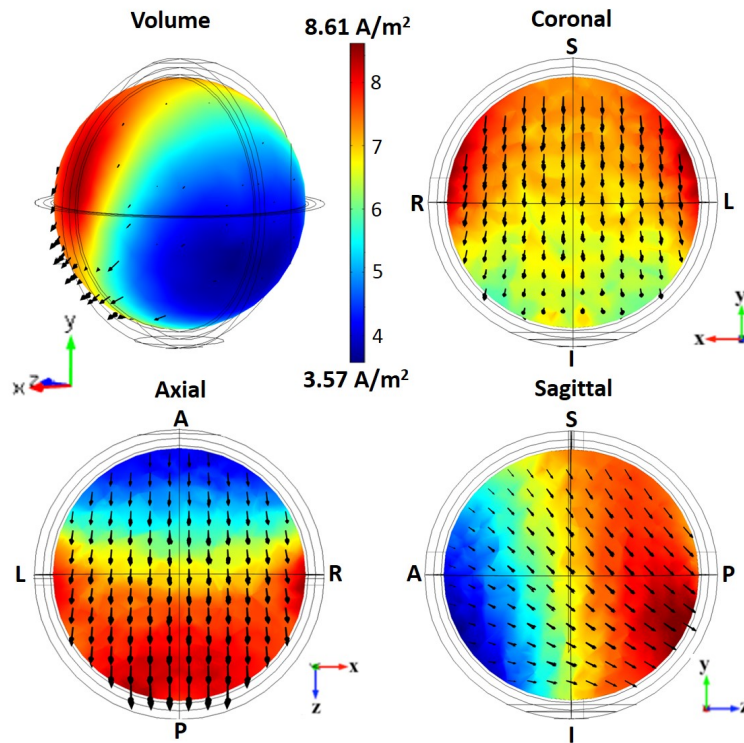 Volume
8.61 A/m²
8
7
6
5
4
3.57 A/m²
y
z
x
Coronal
S
R
L
I
y
x
Axial
A
L
R
P
x
z
Sagittal
S
A
P
I
y
z